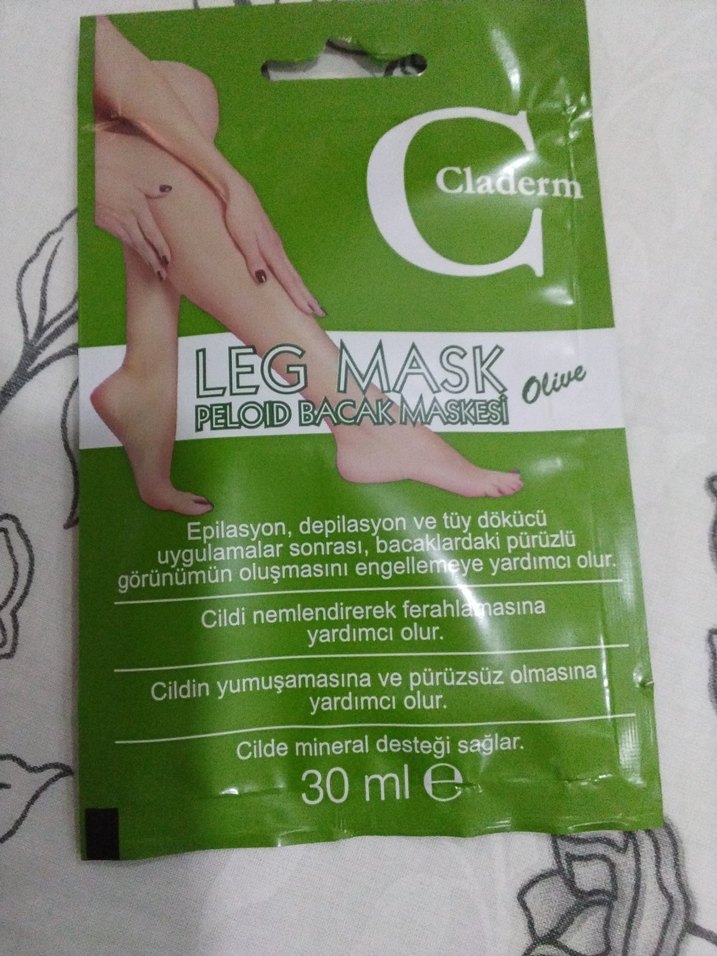 C
Claderm
LEG MASK
PELOID BACAK MASKESİ
Olive
Epilasyon, depilasyon ve tüy dökücü
uygulamalar sonrası, bacaklardaki pürüzlü
görünümün oluşmasını engellemeye yardımcı olur.
Cildi nemlendirerek ferahlamasına
yardımcı olur.
Cildin yumuşamasına ve pürüzsüz olmasına
yardımcı olur.
Cilde mineral desteği sağlar.
30 ml ℮